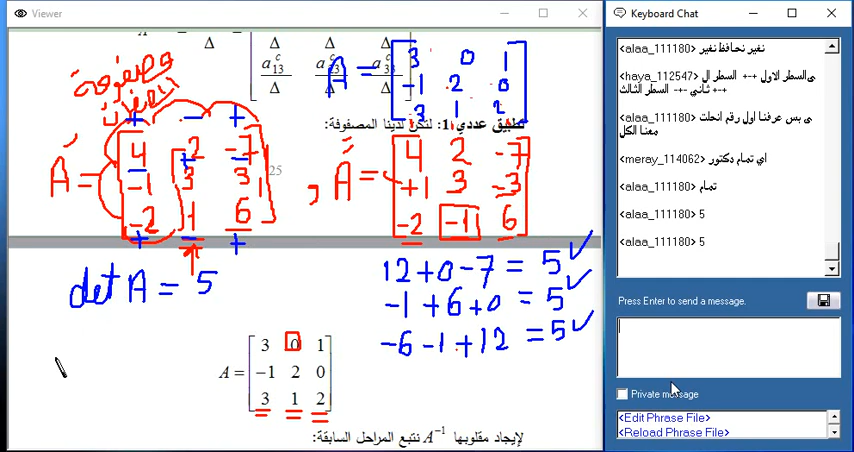 Viewer
Δ Δ Δ
a₁₃ᶜ a₂₃ᶜ a₃₃ᶜ
Δ Δ Δ
A = [3 0 1
-1 2 0
3 1 2]
تطبيق عددي 1: لتكن لدينا المصفوفة:
+ − +
A' = [4 -2 -7
-1 3 3
-2 1 6]
+ − +
25
, A'' = [4 2 -7
+1 3 -3
-2 -1 6]
12 + 0 - 7 = 5 ✓
-1 + 6 + 0 = 5 ✓
-6 - 1 + 12 = 5 ✓
det A = 5
A = [3 0 1
-1 2 0
3 1 2]
لإيجاد مقلوبها A⁻¹ نتبع المراحل السابقة:
Keyboard Chat
<alaa_111180> نغير نحافظ نغير
<haya_112547> ى السطر الاول +-+ السطر ال
ثاني -+- السطر الثالث +-+
<alaa_111180> ى بس عرفنا اول رقم انحلت
معنا الكل
<meray_114062> اي تمام دكتور
<alaa_111180> تمام
<alaa_111180> 5
<alaa_111180> 5
Press Enter to send a message.
Private message
<Edit Phrase File>
<Reload Phrase File>